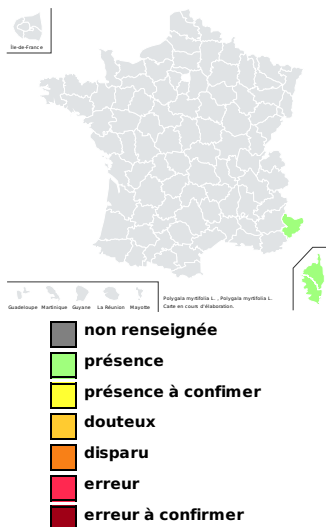 Île-de-France
Guadeloupe Martinique Guyane La Réunion Mayotte
Polygala myrtifolia L. , Polygala myrtifolia L.
Carte en cours d'élaboration.
non renseignée
présence
présence à confimer
douteux
disparu
erreur
erreur à confirmer